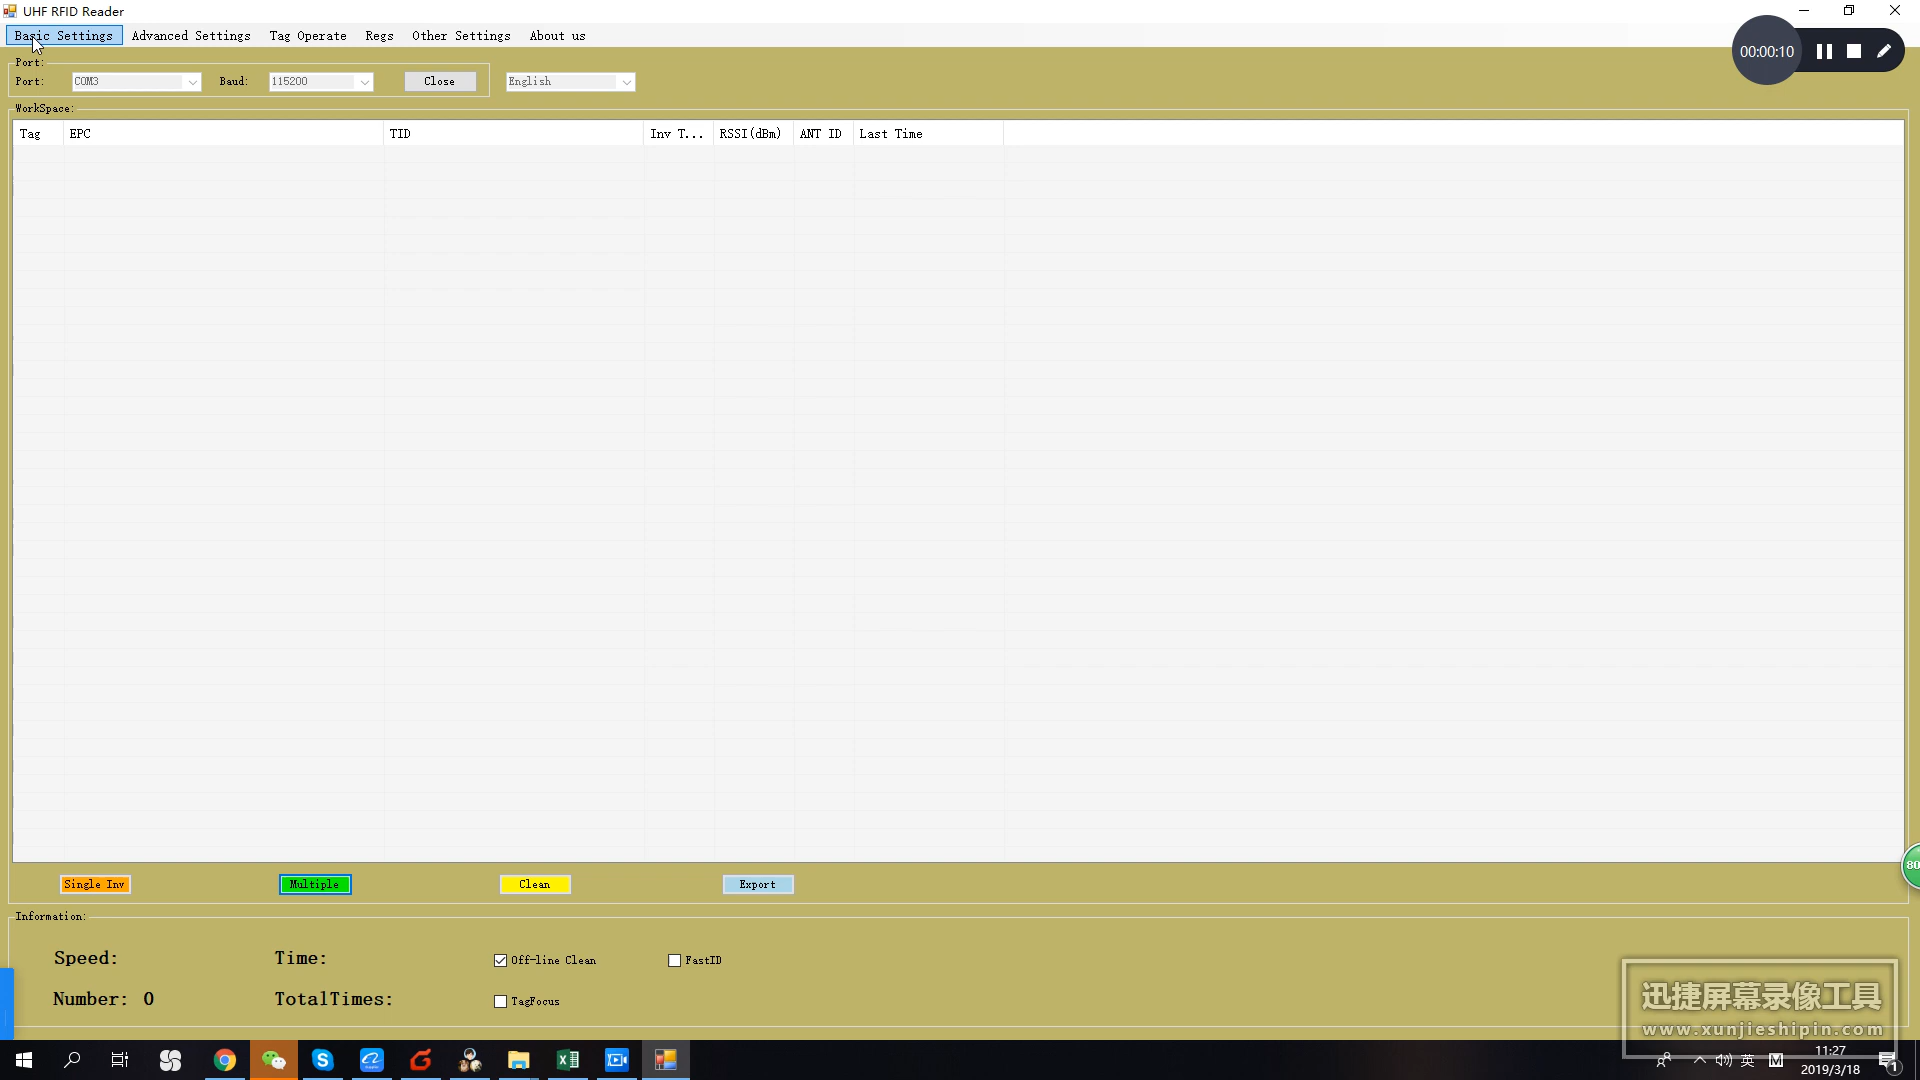 UHF RFID Reader
Basic Settings Advanced Settings Tag Operate Regs Other Settings About us
00:00:10
Port:
Port: COM3 Baud: 115200 Close English
WorkSpace:
Tag EPC TID Inv T... RSSI(dBm) ANT ID Last Time
80
Single Inv Multiple Clean Export
Information:
Speed: Time: Off-line Clean FastID
Number: 0 TotalTimes: TagFocus
迅捷屏幕录像工具
www.xunjieshipin.com
英 M 11:27
2019/3/18 1